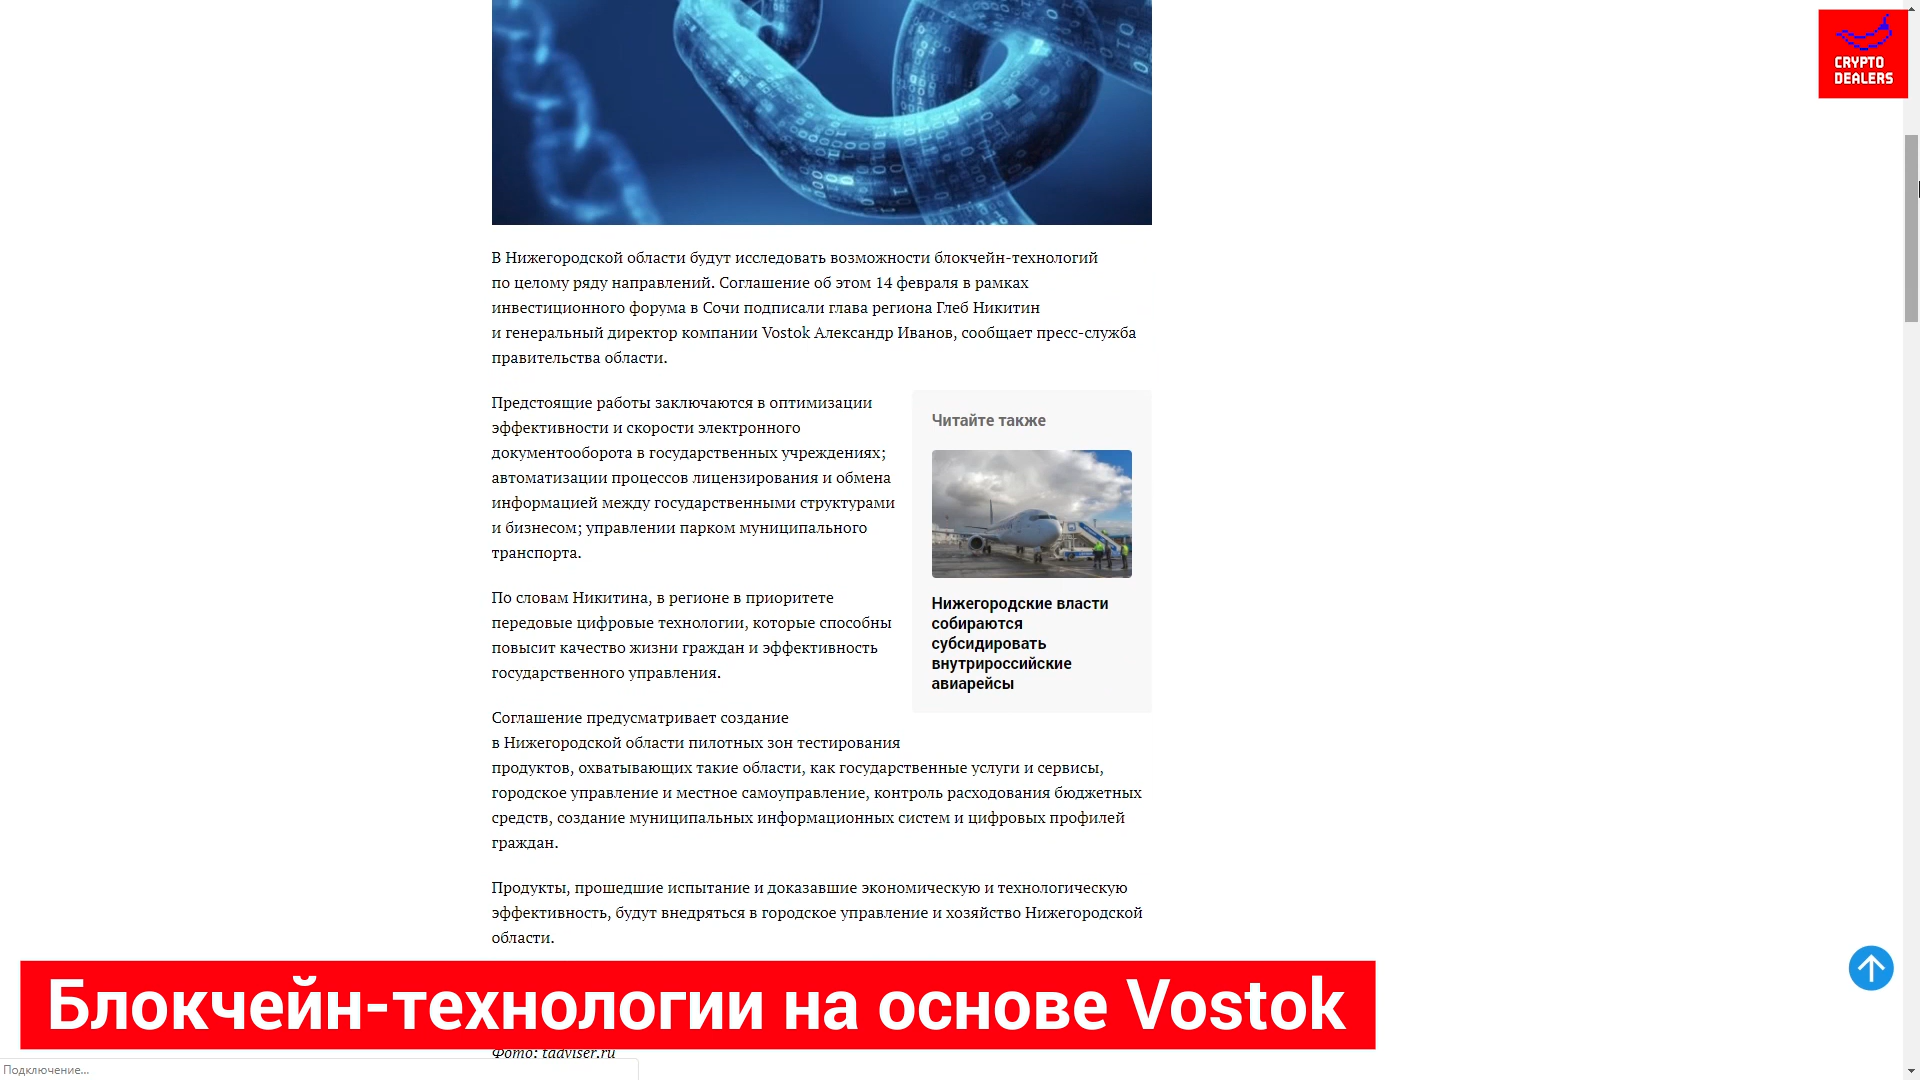 CRYPTO
DEALERS
В Нижегородской области будут исследовать возможности блокчейн-технологий
по целому ряду направлений. Соглашение об этом 14 февраля в рамках
инвестиционного форума в Сочи подписали глава региона Глеб Никитин
и генеральный директор компании Vostok Александр Иванов, сообщает пресс-служба
правительства области.
Предстоящие работы заключаются в оптимизации
эффективности и скорости электронного
документооборота в государственных учреждениях;
автоматизации процессов лицензирования и обмена
информацией между государственными структурами
и бизнесом; управлении парком муниципального
транспорта.
Читайте также
Нижегородские власти
собираются
субсидировать
внутрироссийские
авиарейсы
По словам Никитина, в регионе в приоритете
передовые цифровые технологии, которые способны
повысит качество жизни граждан и эффективность
государственного управления.
Соглашение предусматривает создание
в Нижегородской области пилотных зон тестирования
продуктов, охватывающих такие области, как государственные услуги и сервисы,
городское управление и местное самоуправление, контроль расходования бюджетных
средств, создание муниципальных информационных систем и цифровых профилей
граждан.
Продукты, прошедшие испытание и доказавшие экономическую и технологическую
эффективность, будут внедряться в городское управление и хозяйство Нижегородской
области.
Блокчейн-технологии на основе Vostok
Фото: tadviser.ru
Подключение...